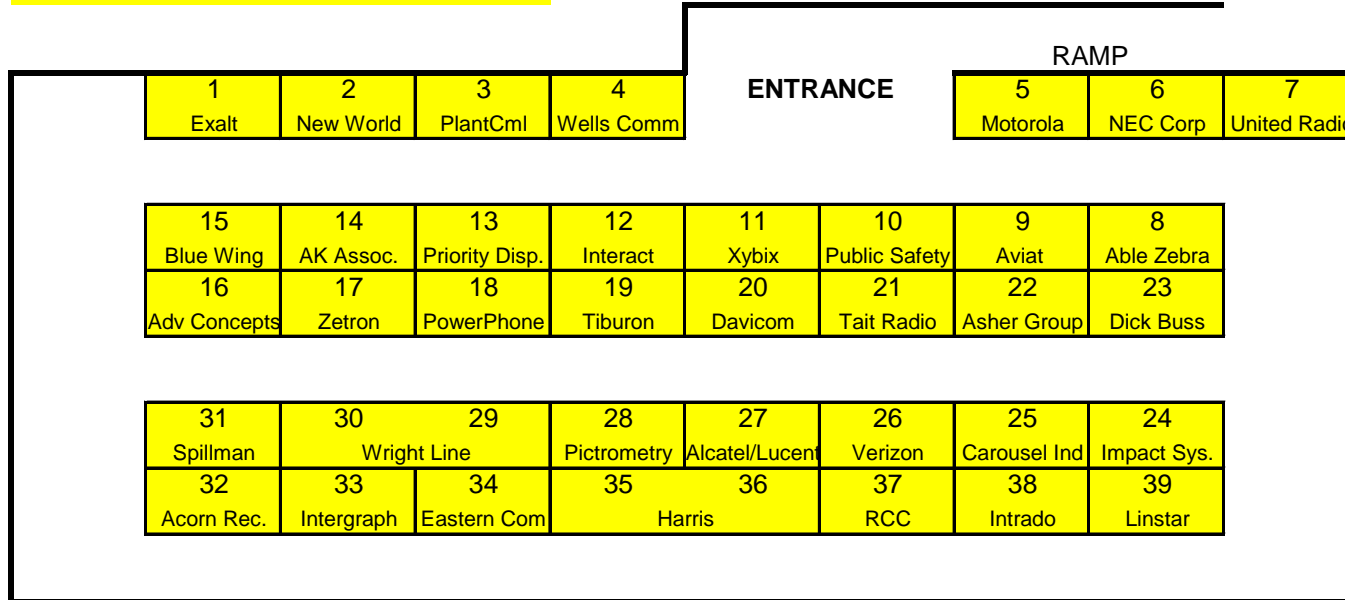 RAMP
1 2 3 4 ENTRANCE 5 6 7
Exalt New World PlantCml Wells Comm Motorola NEC Corp United Radio
15 14 13 12 11 10 9 8
Blue Wing AK Assoc. Priority Disp. Interact Xybix Public Safety Aviat Able Zebra
16 17 18 19 20 21 22 23
Adv Concepts Zetron PowerPhone Tiburon Davicom Tait Radio Asher Group Dick Buss
31 30 29 28 27 26 25 24
Spillman Wright Line Pictrometry Alcatel/Lucent Verizon Carousel Ind Impact Sys.
32 33 34 35 36 37 38 39
Acorn Rec. Intergraph Eastern Com Harris RCC Intrado Linstar